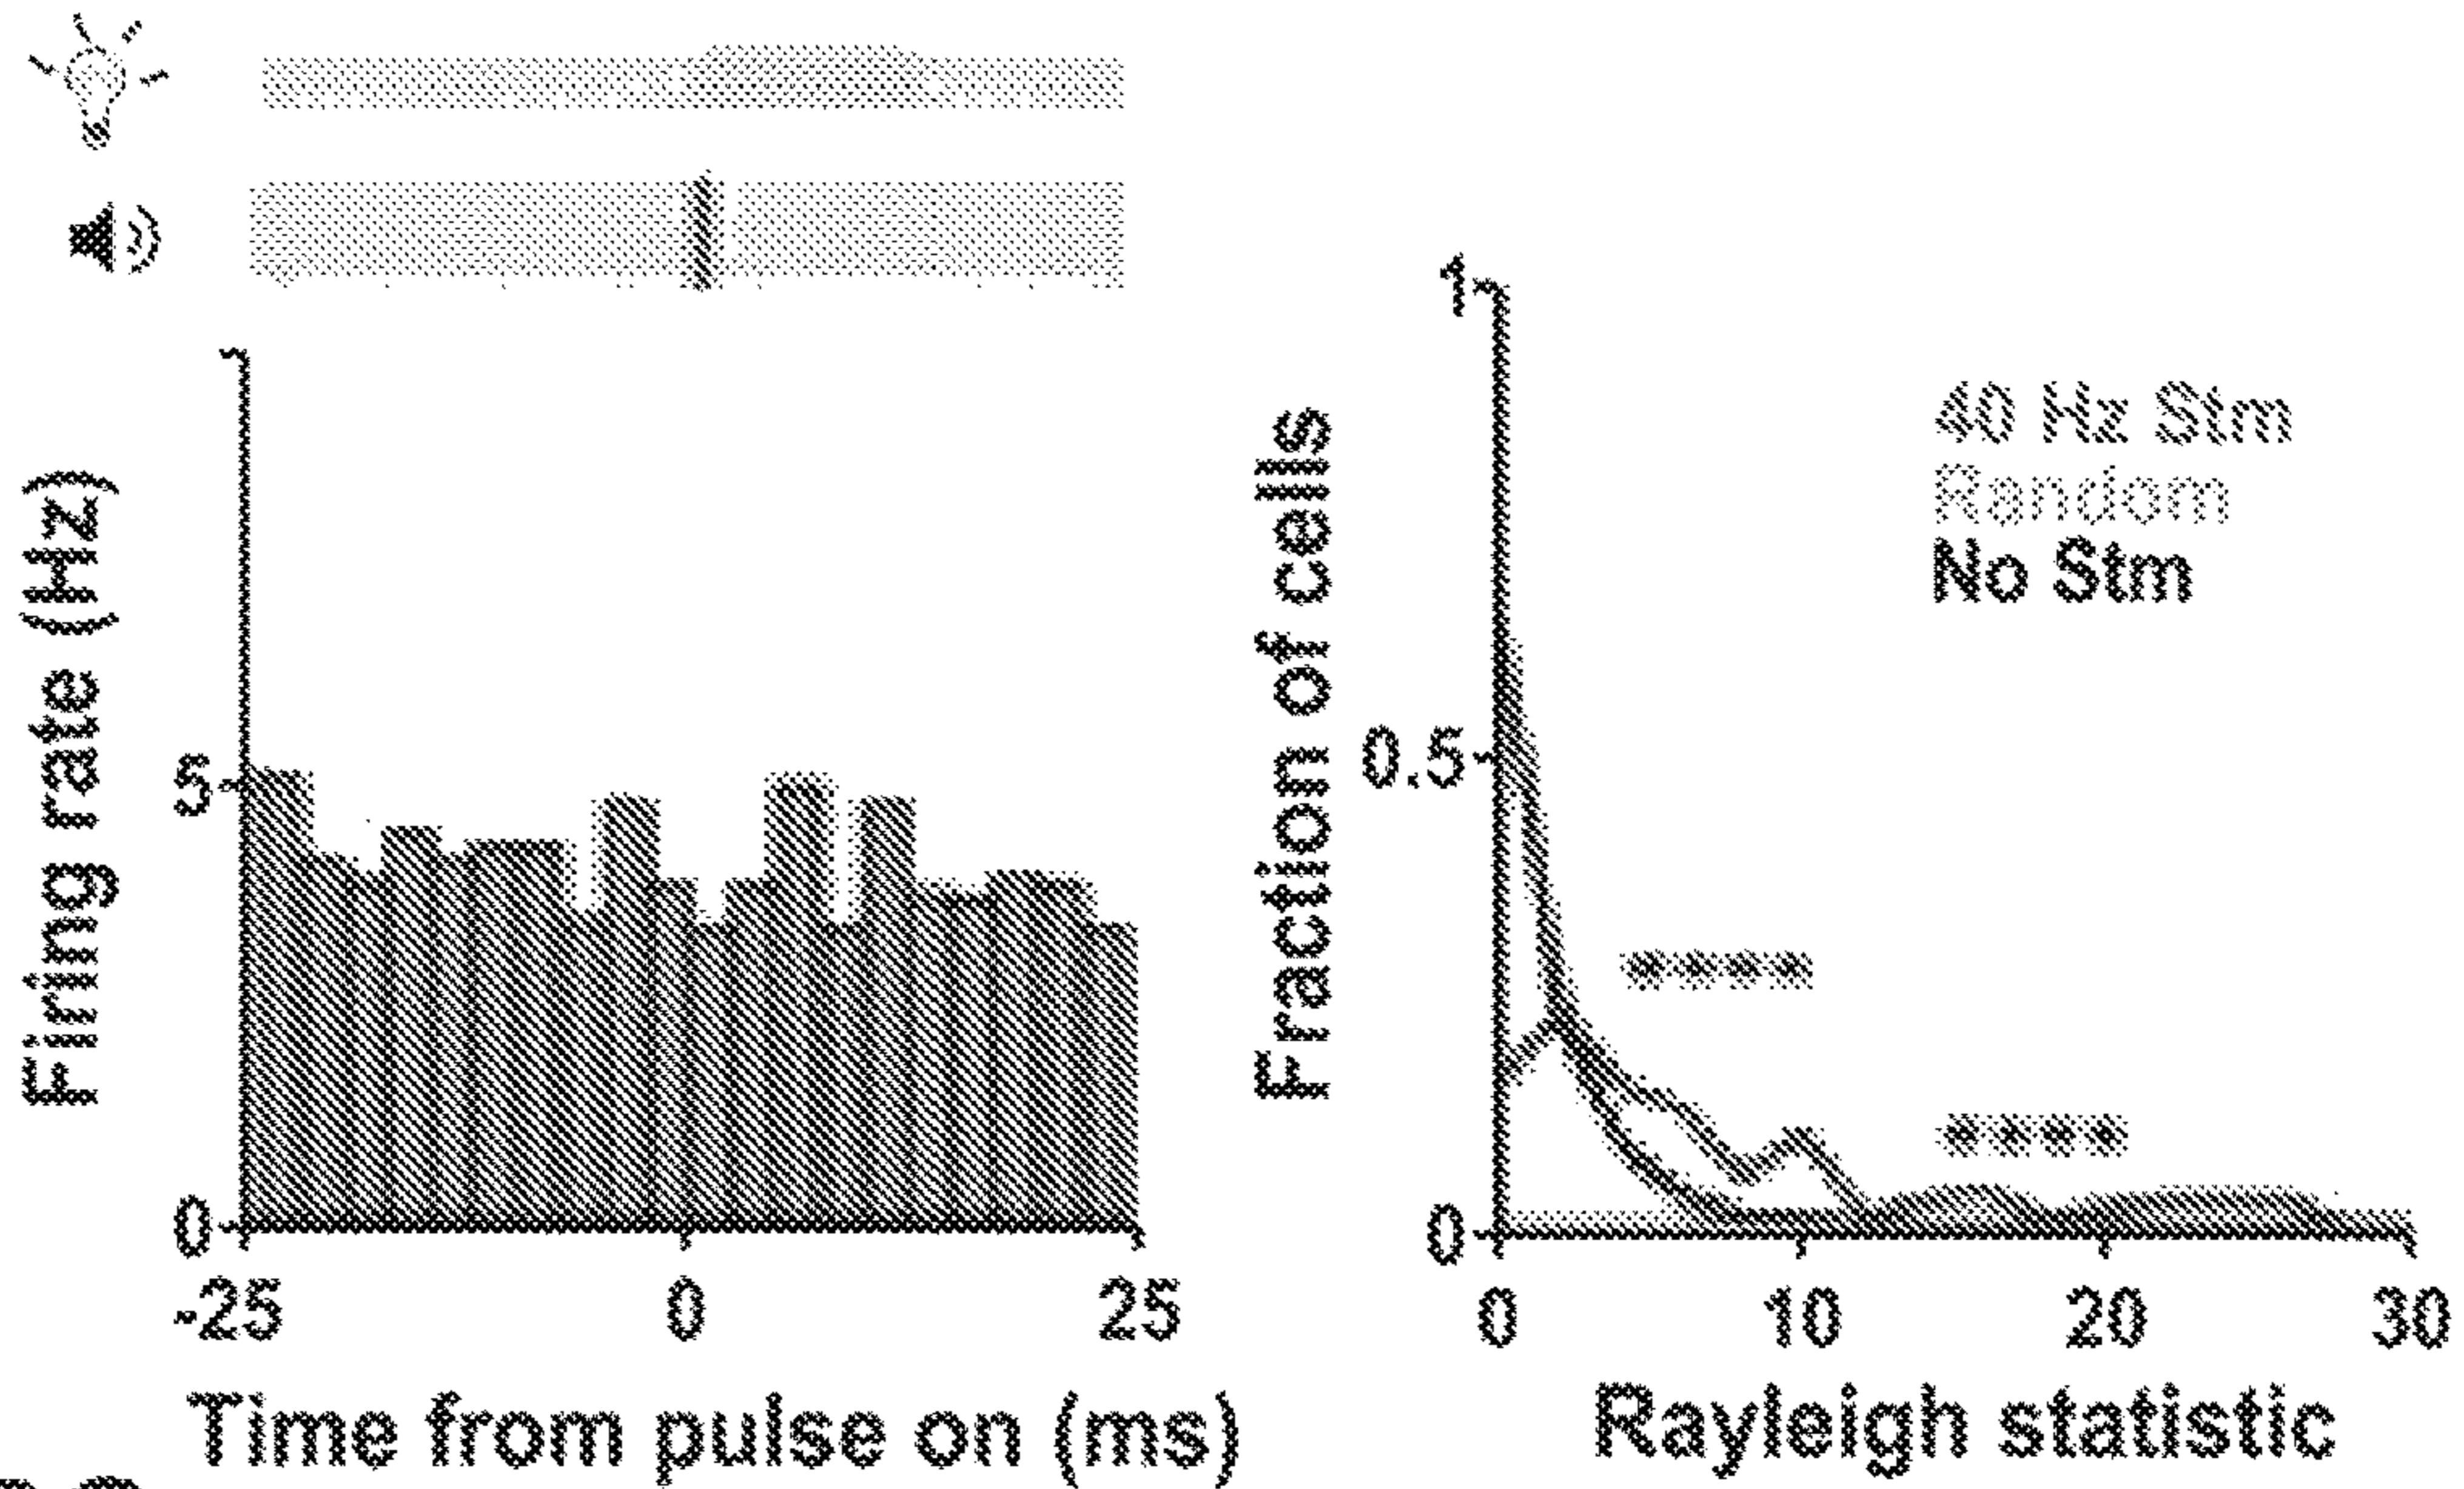 Firing rate (Hz)
5
0
-25 0 25
Time from pulse on (ms)
Fraction of cells
1
0.5
0
40 Hz Stm
Random
No Stm
****
****
0 10 20 30
Rayleigh statistic